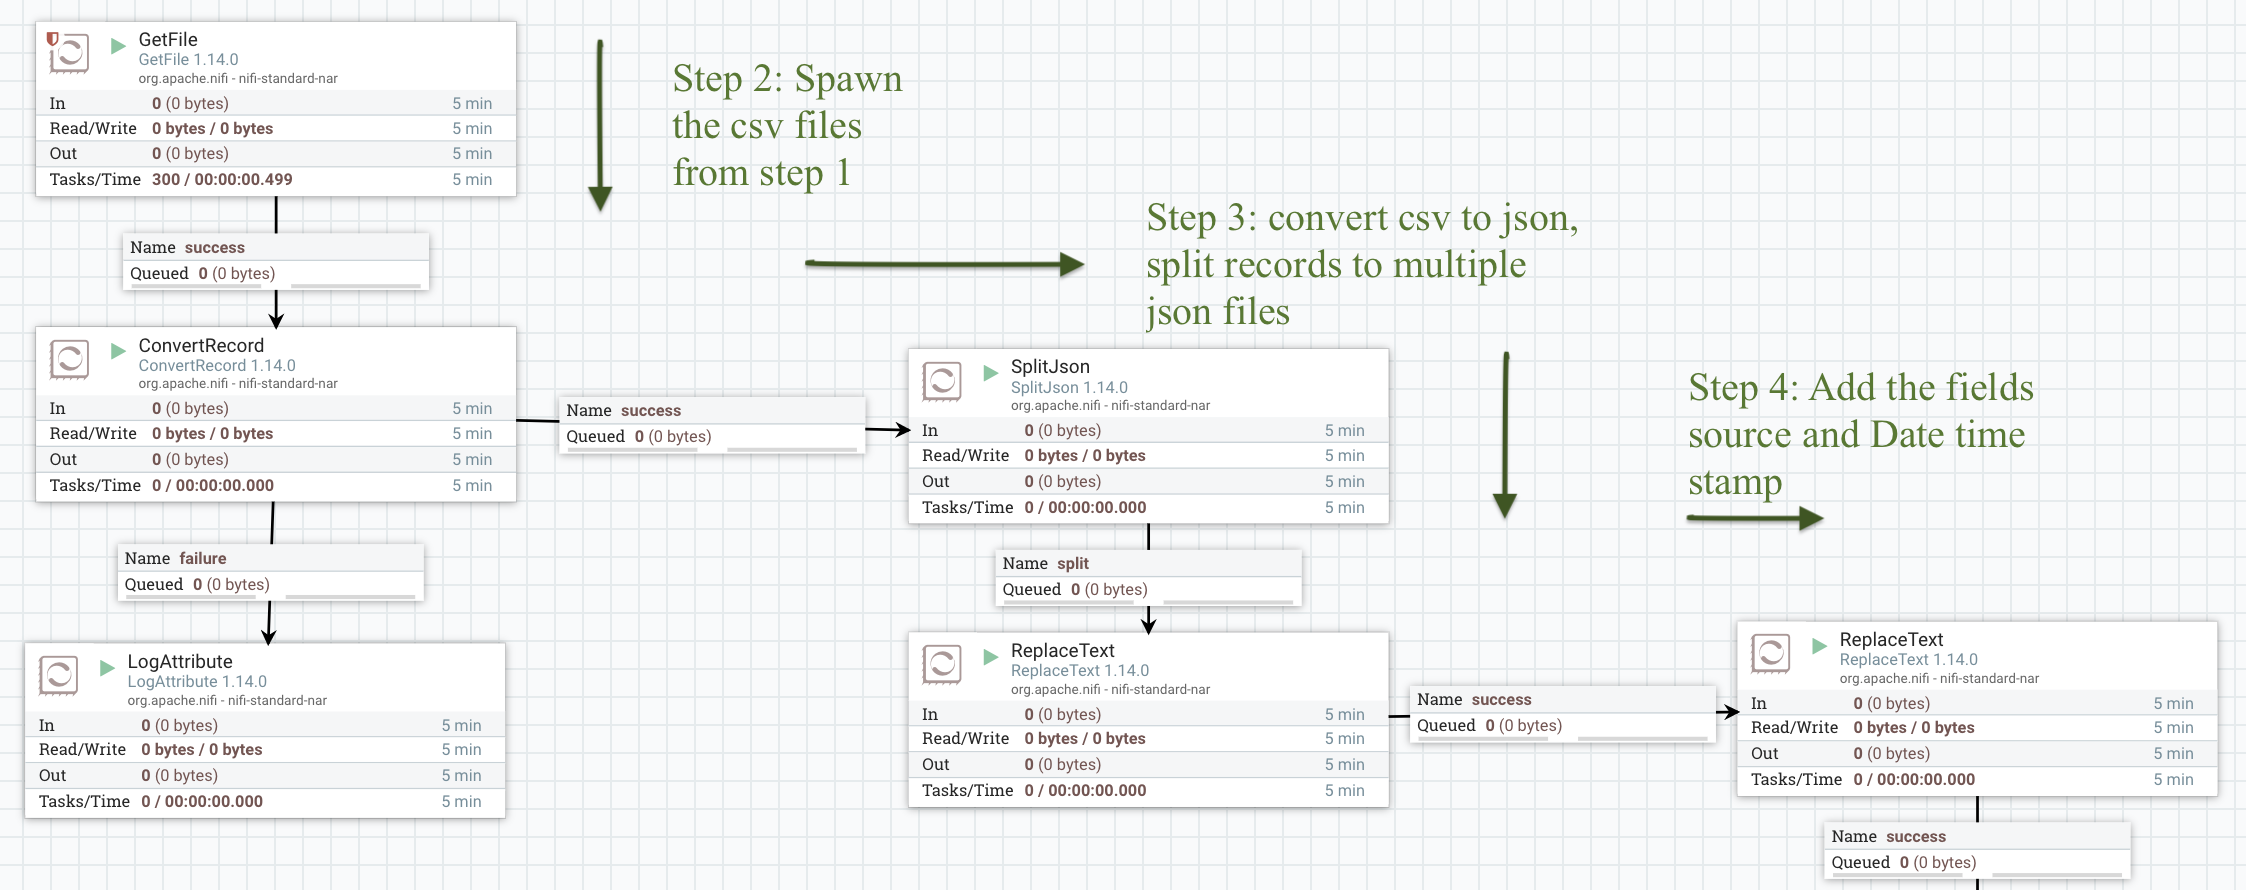 GetFile
GetFile 1.14.0
org.apache.nifi - nifi-standard-nar
In 0 (0 bytes) 5 min
Read/Write 0 bytes / 0 bytes 5 min
Out 0 (0 bytes) 5 min
Tasks/Time 300 / 00:00:00.499 5 min
Step 2: Spawn
the csv files
from step 1
Name success
Queued 0 (0 bytes)
Step 3: convert csv to json,
split records to multiple
json files
ConvertRecord
ConvertRecord 1.14.0
org.apache.nifi - nifi-standard-nar
In 0 (0 bytes) 5 min
Read/Write 0 bytes / 0 bytes 5 min
Out 0 (0 bytes) 5 min
Tasks/Time 0 / 00:00:00.000 5 min
Name success
Queued 0 (0 bytes)
SplitJson
SplitJson 1.14.0
org.apache.nifi - nifi-standard-nar
In 0 (0 bytes) 5 min
Read/Write 0 bytes / 0 bytes 5 min
Out 0 (0 bytes) 5 min
Tasks/Time 0 / 00:00:00.000 5 min
Step 4: Add the fields
source and Date time
stamp
Name failure
Queued 0 (0 bytes)
Name split
Queued 0 (0 bytes)
LogAttribute
LogAttribute 1.14.0
org.apache.nifi - nifi-standard-nar
In 0 (0 bytes) 5 min
Read/Write 0 bytes / 0 bytes 5 min
Out 0 (0 bytes) 5 min
Tasks/Time 0 / 00:00:00.000 5 min
ReplaceText
ReplaceText 1.14.0
org.apache.nifi - nifi-standard-nar
In 0 (0 bytes) 5 min
Read/Write 0 bytes / 0 bytes 5 min
Out 0 (0 bytes) 5 min
Tasks/Time 0 / 00:00:00.000 5 min
Name success
Queued 0 (0 bytes)
ReplaceText
ReplaceText 1.14.0
org.apache.nifi - nifi-standard-nar
In 0 (0 bytes) 5 min
Read/Write 0 bytes / 0 bytes 5 min
Out 0 (0 bytes) 5 min
Tasks/Time 0 / 00:00:00.000 5 min
Name success
Queued 0 (0 bytes)